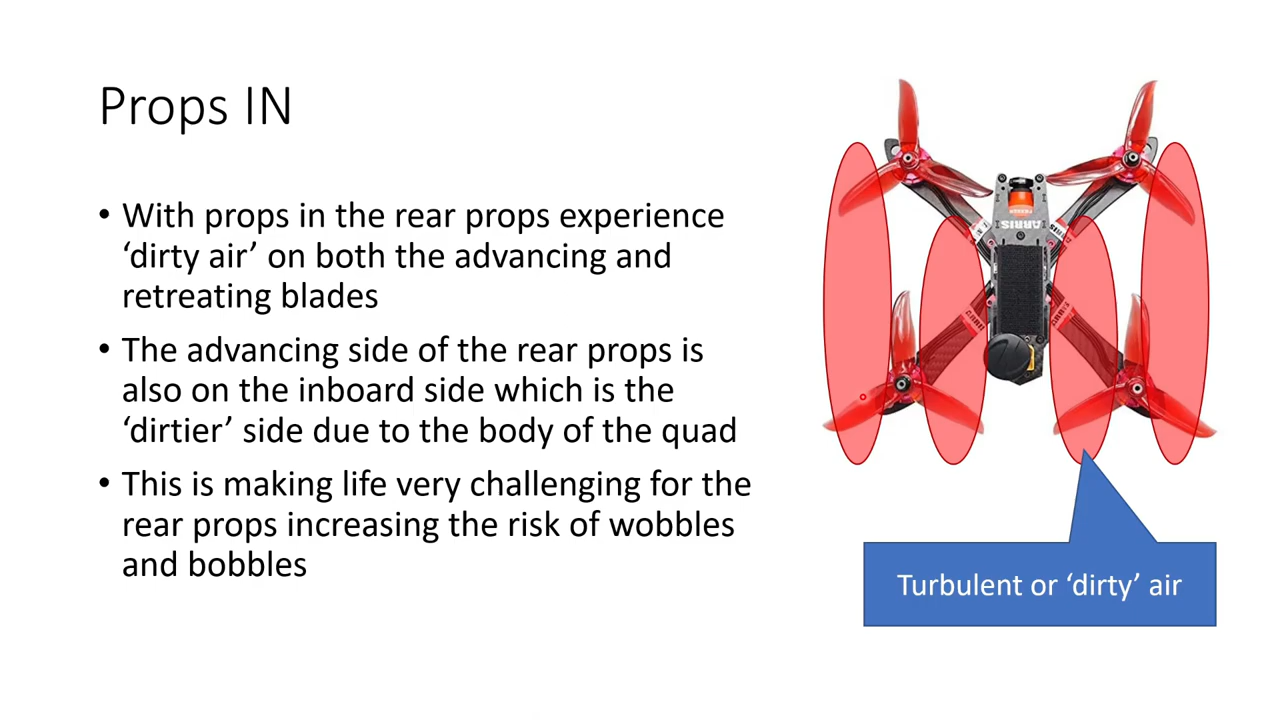 Props IN
• With props in the rear props experience
‘dirty air’ on both the advancing and
retreating blades
• The advancing side of the rear props is
also on the inboard side which is the
‘dirtier’ side due to the body of the quad
• This is making life very challenging for the
rear props increasing the risk of wobbles
and bobbles
ARRIS
Turbulent or ‘dirty’ air